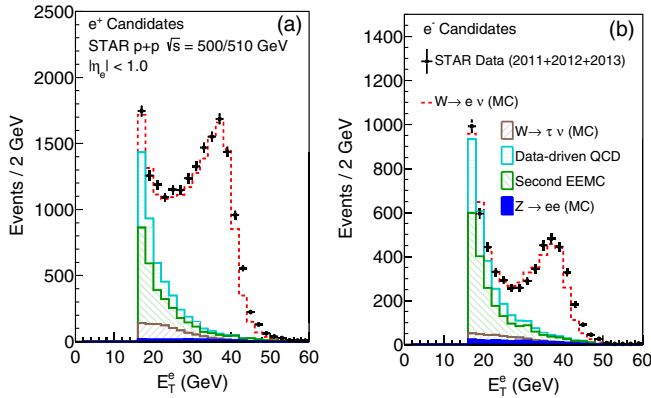 e⁺ Candidates
(a)
STAR p+p √s = 500/510 GeV
|ηₑ| < 1.0
Events / 2 GeV
2500
2000
1500
1000
500
0
0 10 20 30 40 50 60
E_T^e (GeV)
e⁻ Candidates
(b)
STAR Data (2011+2012+2013)
W→ e ν (MC)
W→ τ ν (MC)
Data-driven QCD
Second EEMC
Z → ee (MC)
Events / 2 GeV
1400
1200
1000
800
600
400
200
0
0 10 20 30 40 50 60
E_T^e (GeV)